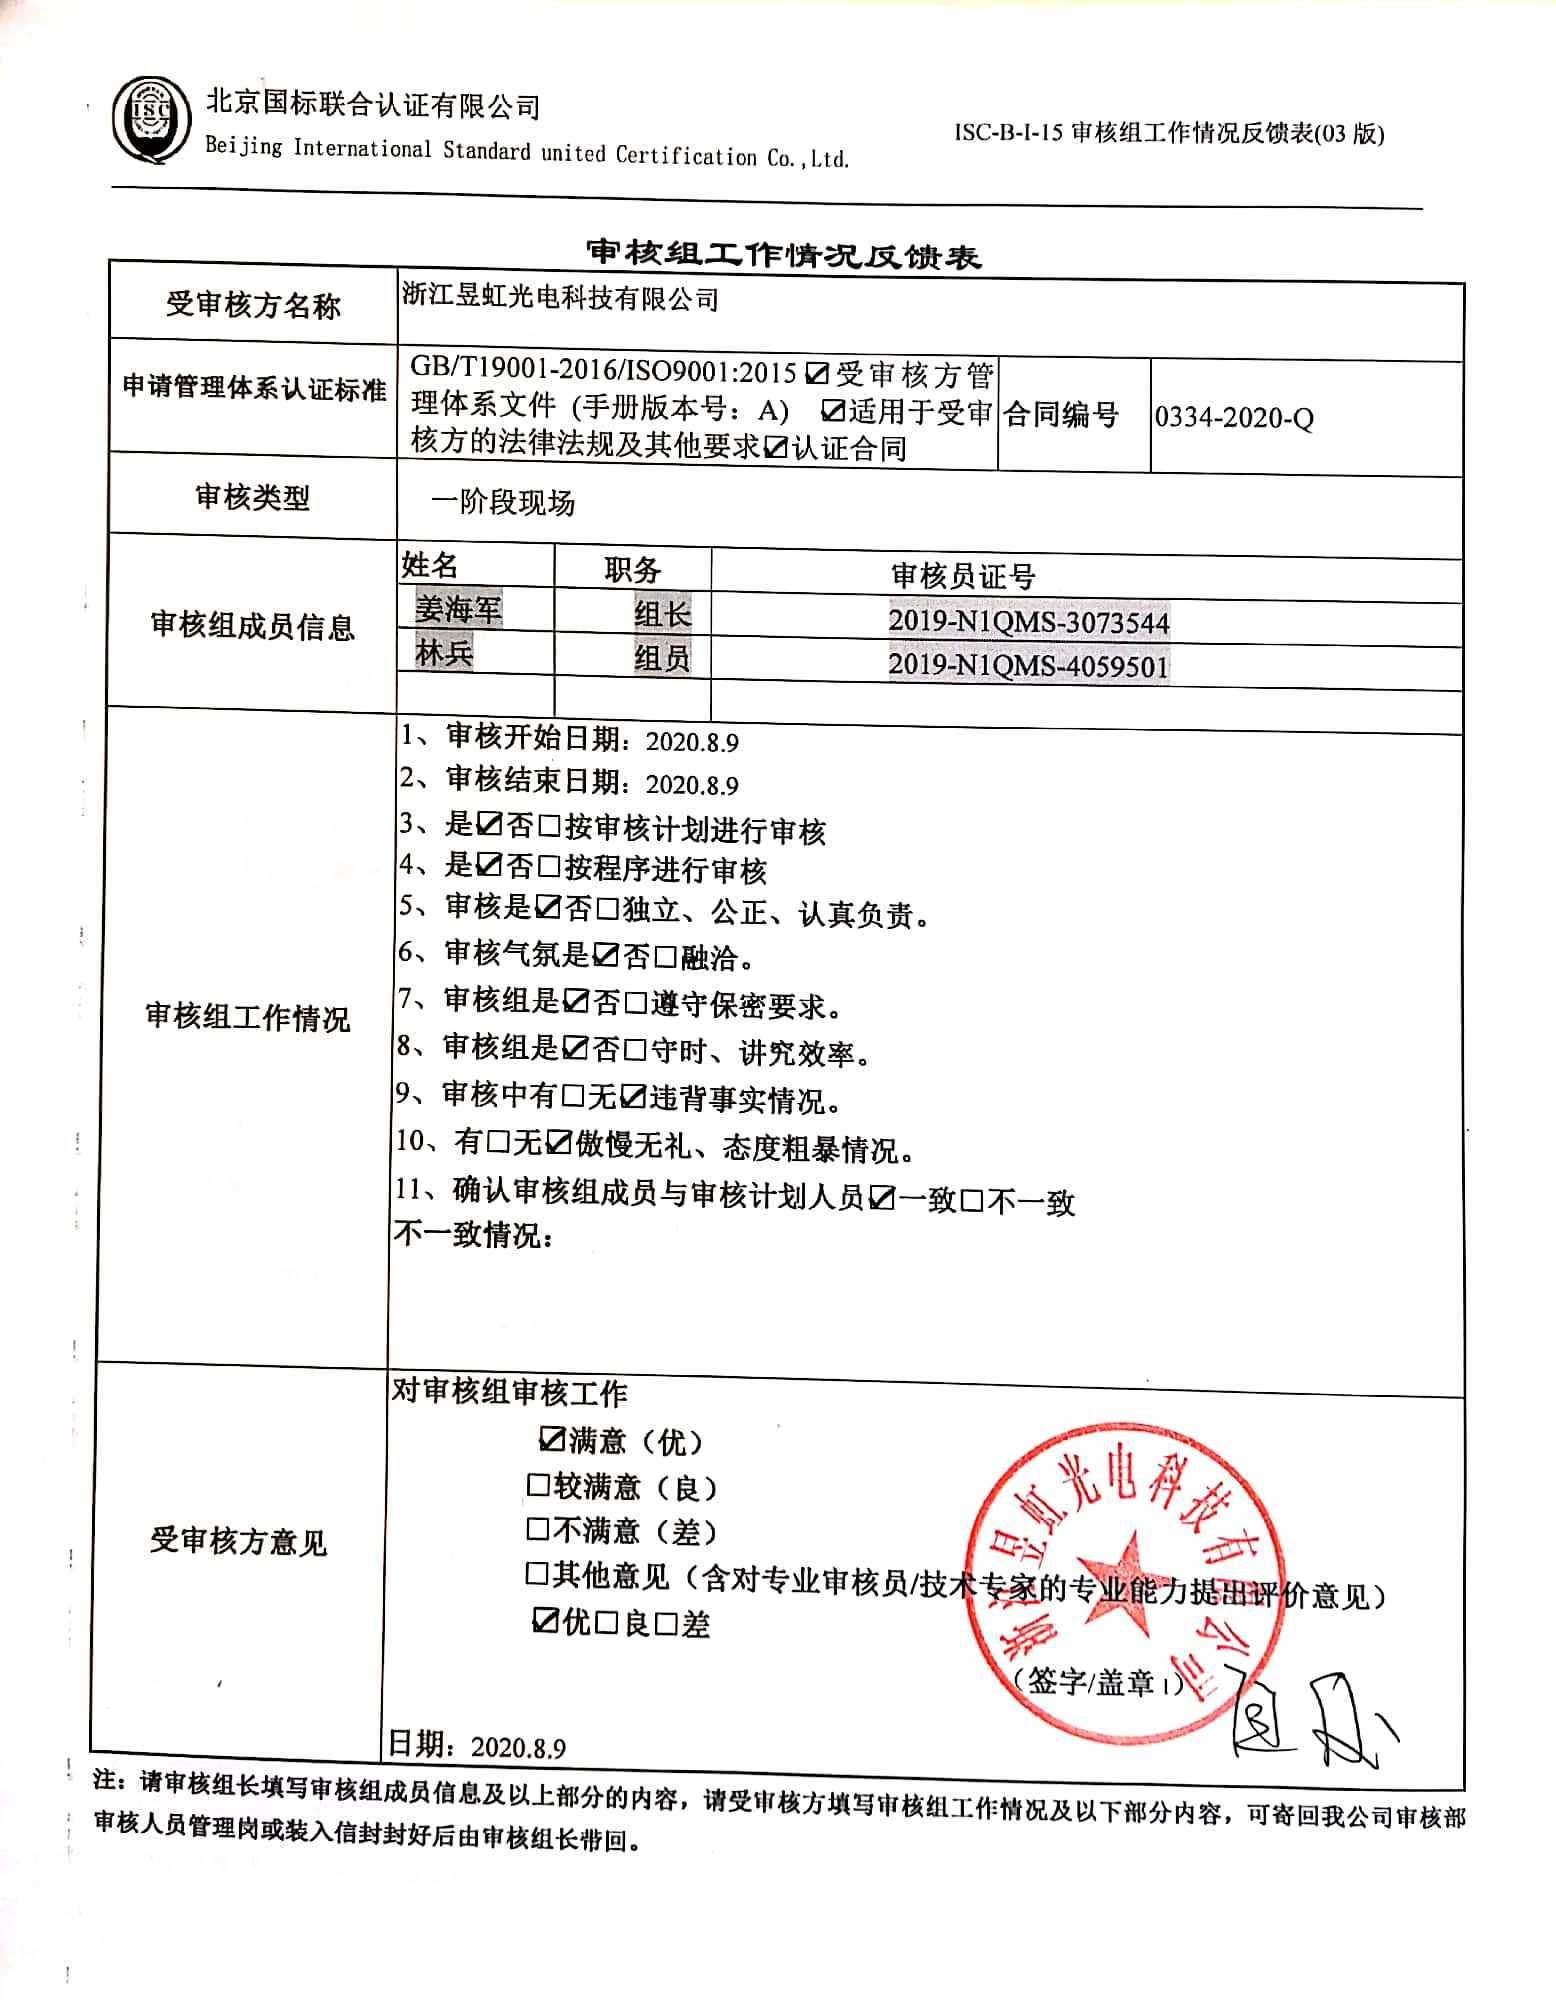 ISC
北京国标联合认证有限公司
Beijing International Standard united Certification Co.,Ltd.
ISC-B-I-15 审核组工作情况反馈表(03 版)
审核组工作情况反馈表
受审核方名称
浙江昱虹光电科技有限公司
申请管理体系认证标准
GB/T19001-2016/ISO9001:2015 ☑受审核方管
理体系文件 (手册版本号：A) ☑适用于受审
核方的法律法规及其他要求☑认证合同
合同编号
0334-2020-Q
审核类型
一阶段现场
审核组成员信息
姓名 职务 审核员证号
姜海军 组长 2019-N1QMS-3073544
林兵 组员 2019-N1QMS-4059501
审核组工作情况
1、审核开始日期：2020.8.9
2、审核结束日期：2020.8.9
3、是☑否□按审核计划进行审核
4、是☑否□按程序进行审核
5、审核是☑否□独立、公正、认真负责。
6、审核气氛是☑否□融洽。
7、审核组是☑否□遵守保密要求。
8、审核组是☑否□守时、讲究效率。
9、审核中有□无☑违背事实情况。
10、有□无☑傲慢无礼、态度粗暴情况。
11、确认审核组成员与审核计划人员☑一致□不一致
不一致情况：
受审核方意见
对审核组审核工作
☑满意（优）
□较满意（良）
□不满意（差）
□其他意见（含对专业审核员/技术专家的专业能力提出评价意见）
☑优□良□差
浙江昱虹光电科技有限公司
（签字/盖章）
日期：2020.8.9
注：请审核组长填写审核组成员信息及以上部分的内容，请受审核方填写审核组工作情况及以下部分内容，可寄回我公司审核部
审核人员管理岗或装入信封封好后由审核组长带回。